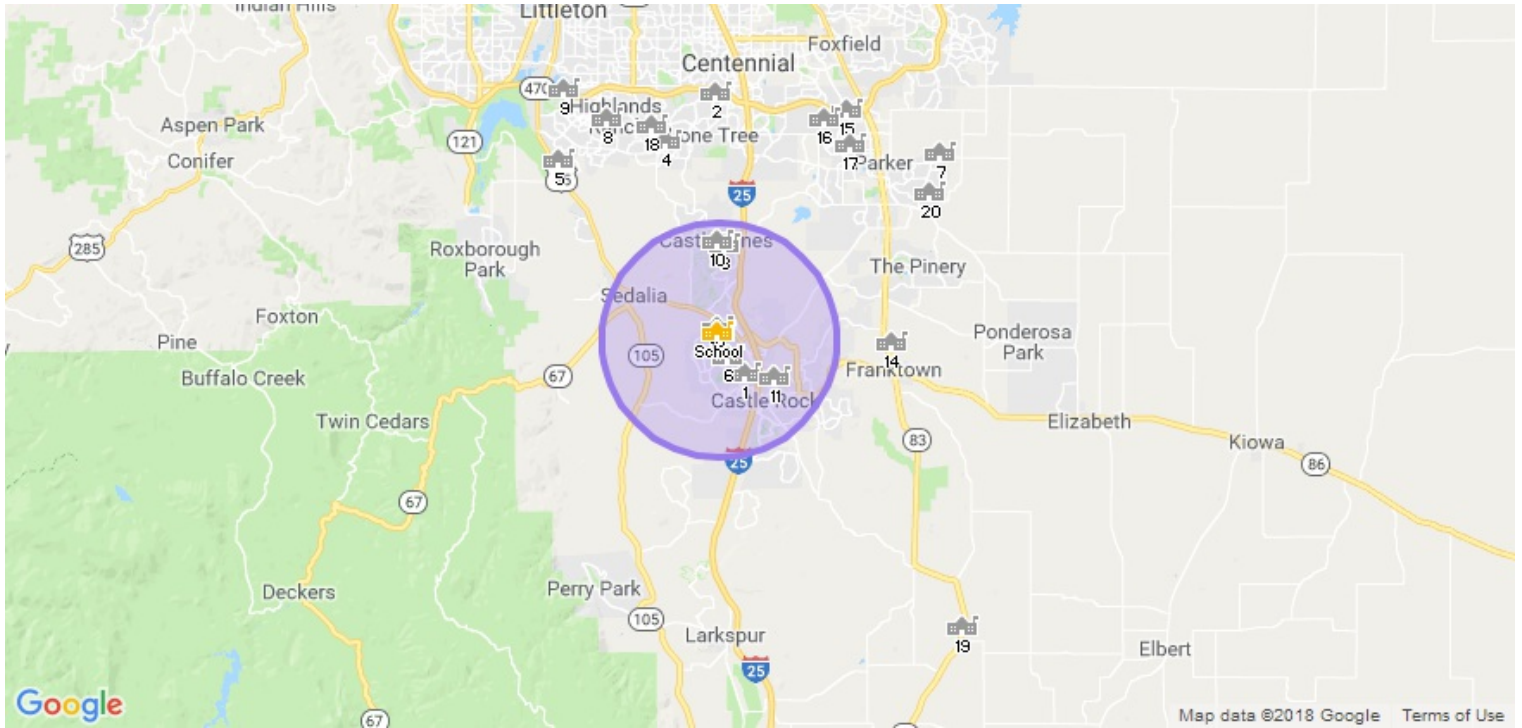 Indian Hills
Littleton
Foxfield
Centennial
470
9
Highlands
2
Aspen Park
8
18
one Tree
16
15
121
4
17
Parker
Conifer
5
7
25
20
285
Roxborough
Park
10
3
The Pinery
Sedalia
Foxton
Ponderosa
Park
Pine
School
105
14
Franktown
Buffalo Creek
67
6
1
11
Castle Rock
Twin Cedars
Elizabeth
83
Kiowa
86
25
67
Deckers
Perry Park
105
Larkspur
19
Elbert
25
Google
67
Map data ©2018 Google
Terms of Use